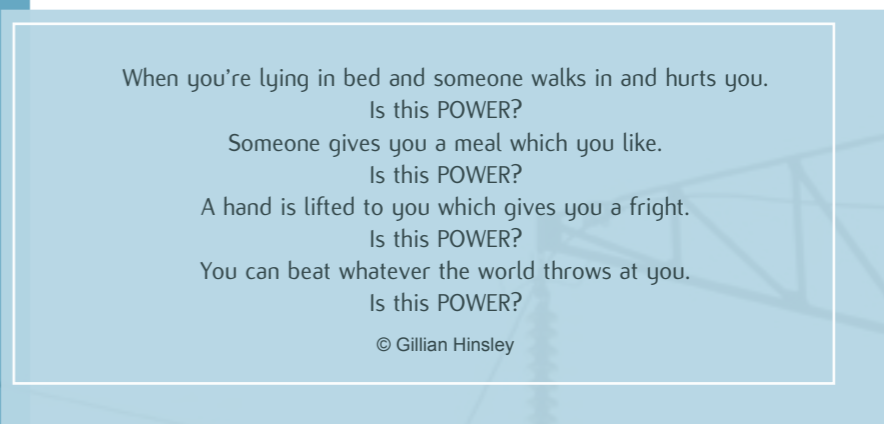 When you’re lying in bed and someone walks in and hurts you.
Is this POWER?
Someone gives you a meal which you like.
Is this POWER?
A hand is lifted to you which gives you a fright.
Is this POWER?
You can beat whatever the world throws at you.
Is this POWER?
© Gillian Hinsley